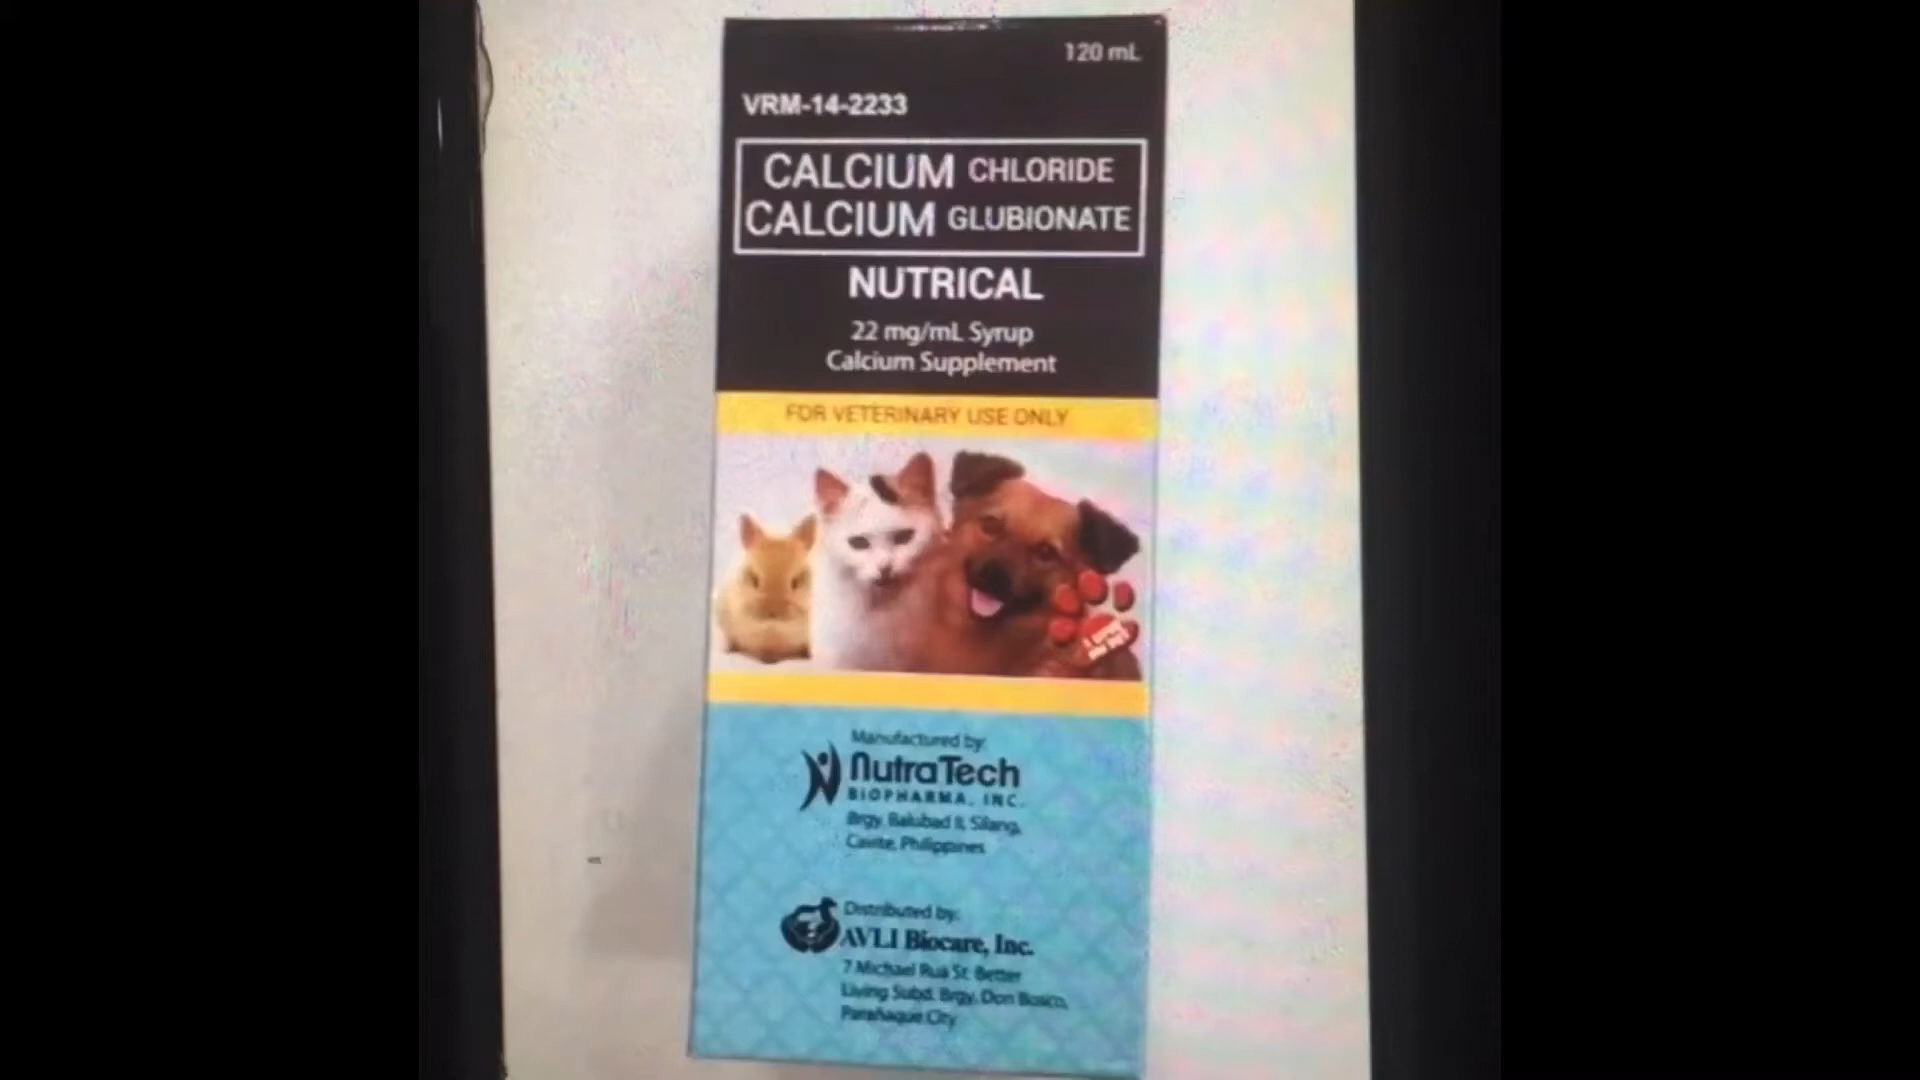 120 mL
VRM-14-2233
CALCIUM CHLORIDE
CALCIUM GLUBIONATE
NUTRICAL
22 mg/mL Syrup
Calcium Supplement
FOR VETERINARY USE ONLY
Manufactured by:
NutraTech
BIOPHARMA, INC.
Brgy. Balubad II, Silang,
Cavite, Philippines
Distributed by:
AVLI Biocare, Inc.
7 Michael Rua St. Better
Living Subd. Brgy. Don Bosco,
Parañaque City